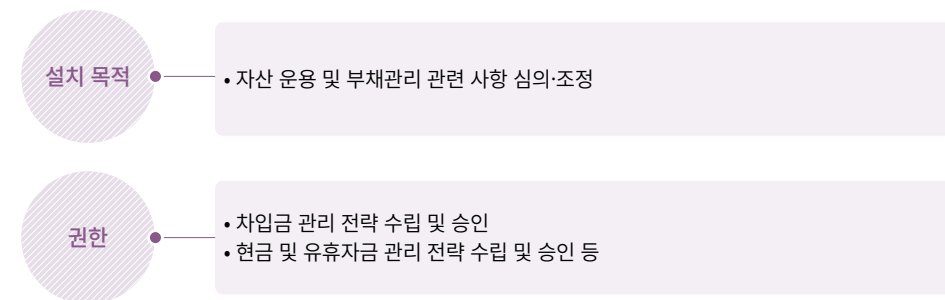 설치 목적
• 자산 운용 및 부채관리 관련 사항 심의·조정
권한
• 차입금 관리 전략 수립 및 승인
• 현금 및 유휴자금 관리 전략 수립 및 승인 등